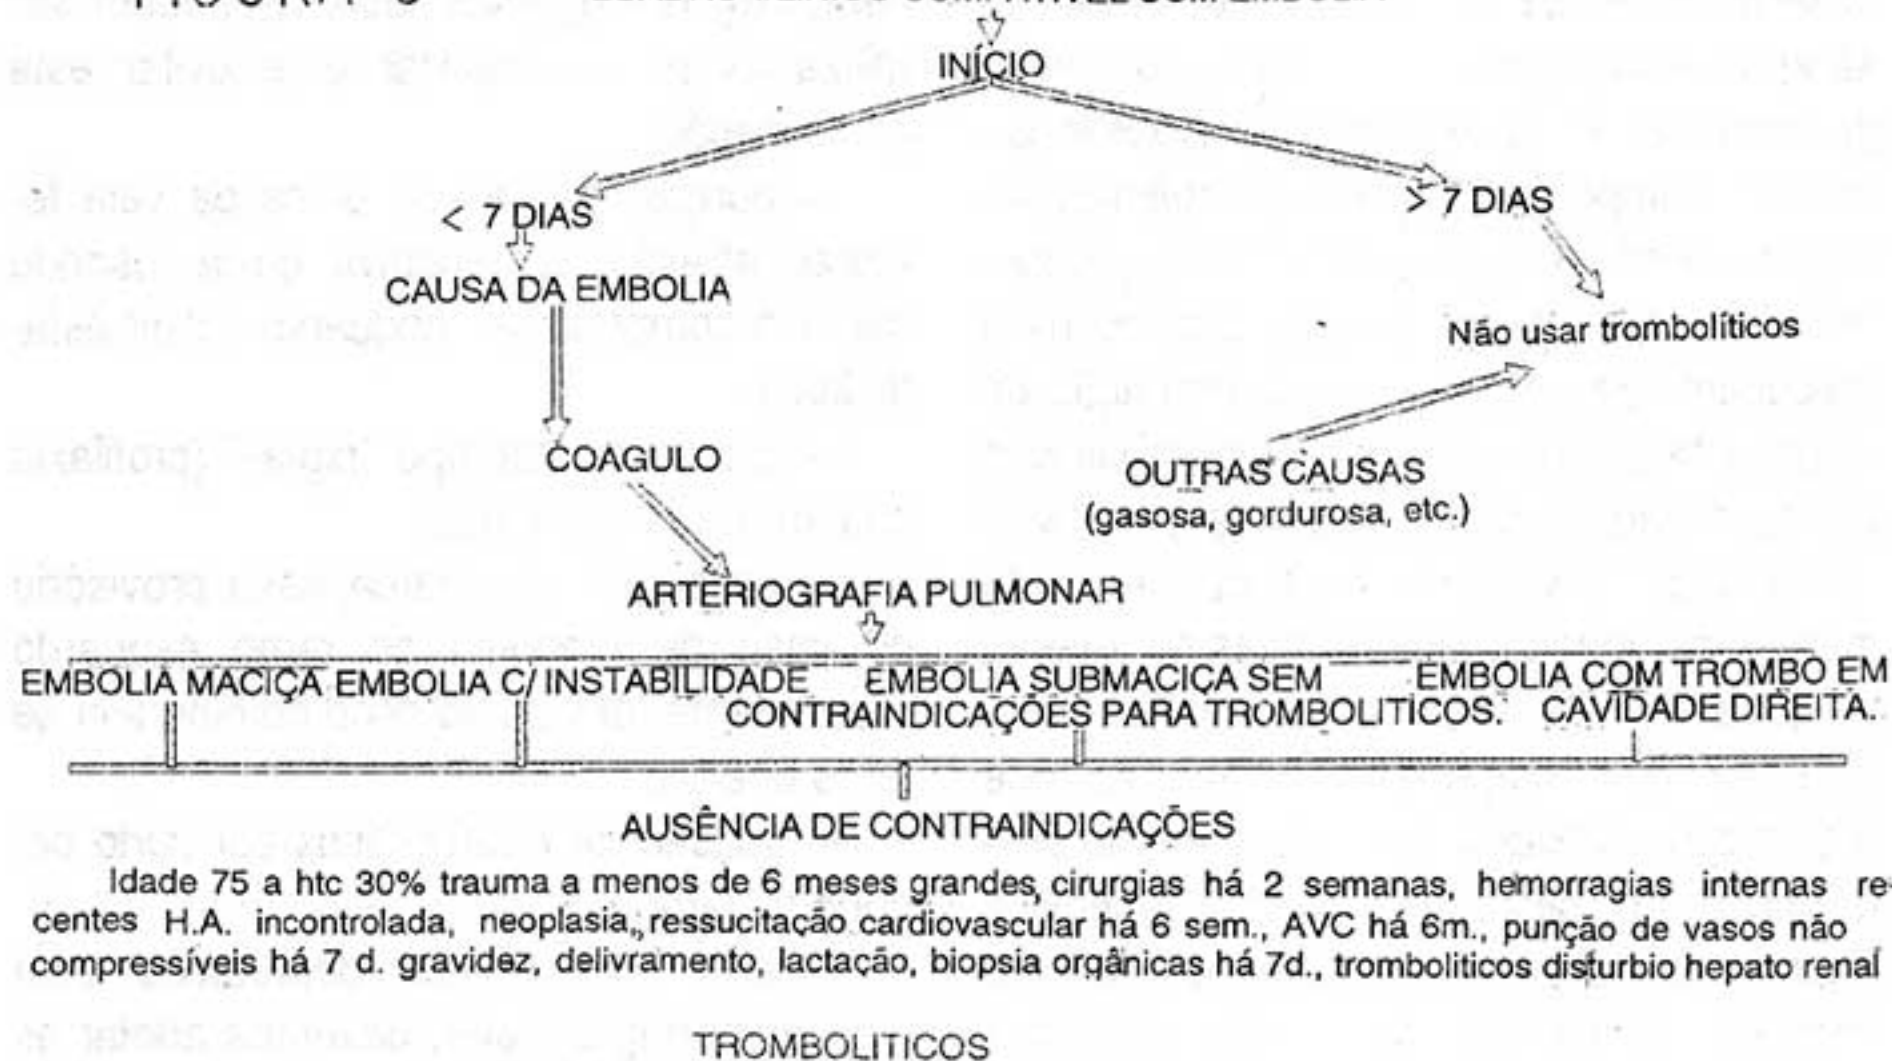 INÍCIO
< 7 DIAS
> 7 DIAS
CAUSA DA EMBOLIA
Não usar trombolíticos
COAGULO
OUTRAS CAUSAS
(gasosa, gordurosa, etc.)
ARTERIOGRAFIA PULMONAR
EMBOLIA MACIÇA EMBOLIA C/ INSTABILIDADE EMBOLIA SUBMACIÇA SEM EMBOLIA COM TROMBO EM
CONTRAINDICAÇÕES PARA TROMBOLITICOS. CAVIDADE DIREITA.
AUSÊNCIA DE CONTRAINDICAÇÕES
Idade 75 a htc 30% trauma a menos de 6 meses grandes, cirurgias há 2 semanas, hemorragias internas re-
centes H.A. incontrolada, neoplasia, ressucitação cardiovascular há 6 sem., AVC há 6m., punção de vasos não
compressíveis há 7 d. gravidez, delivramento, lactação, biopsia orgânicas há 7d., tromboliticos disturbio hepato renal
TROMBOLITICOS